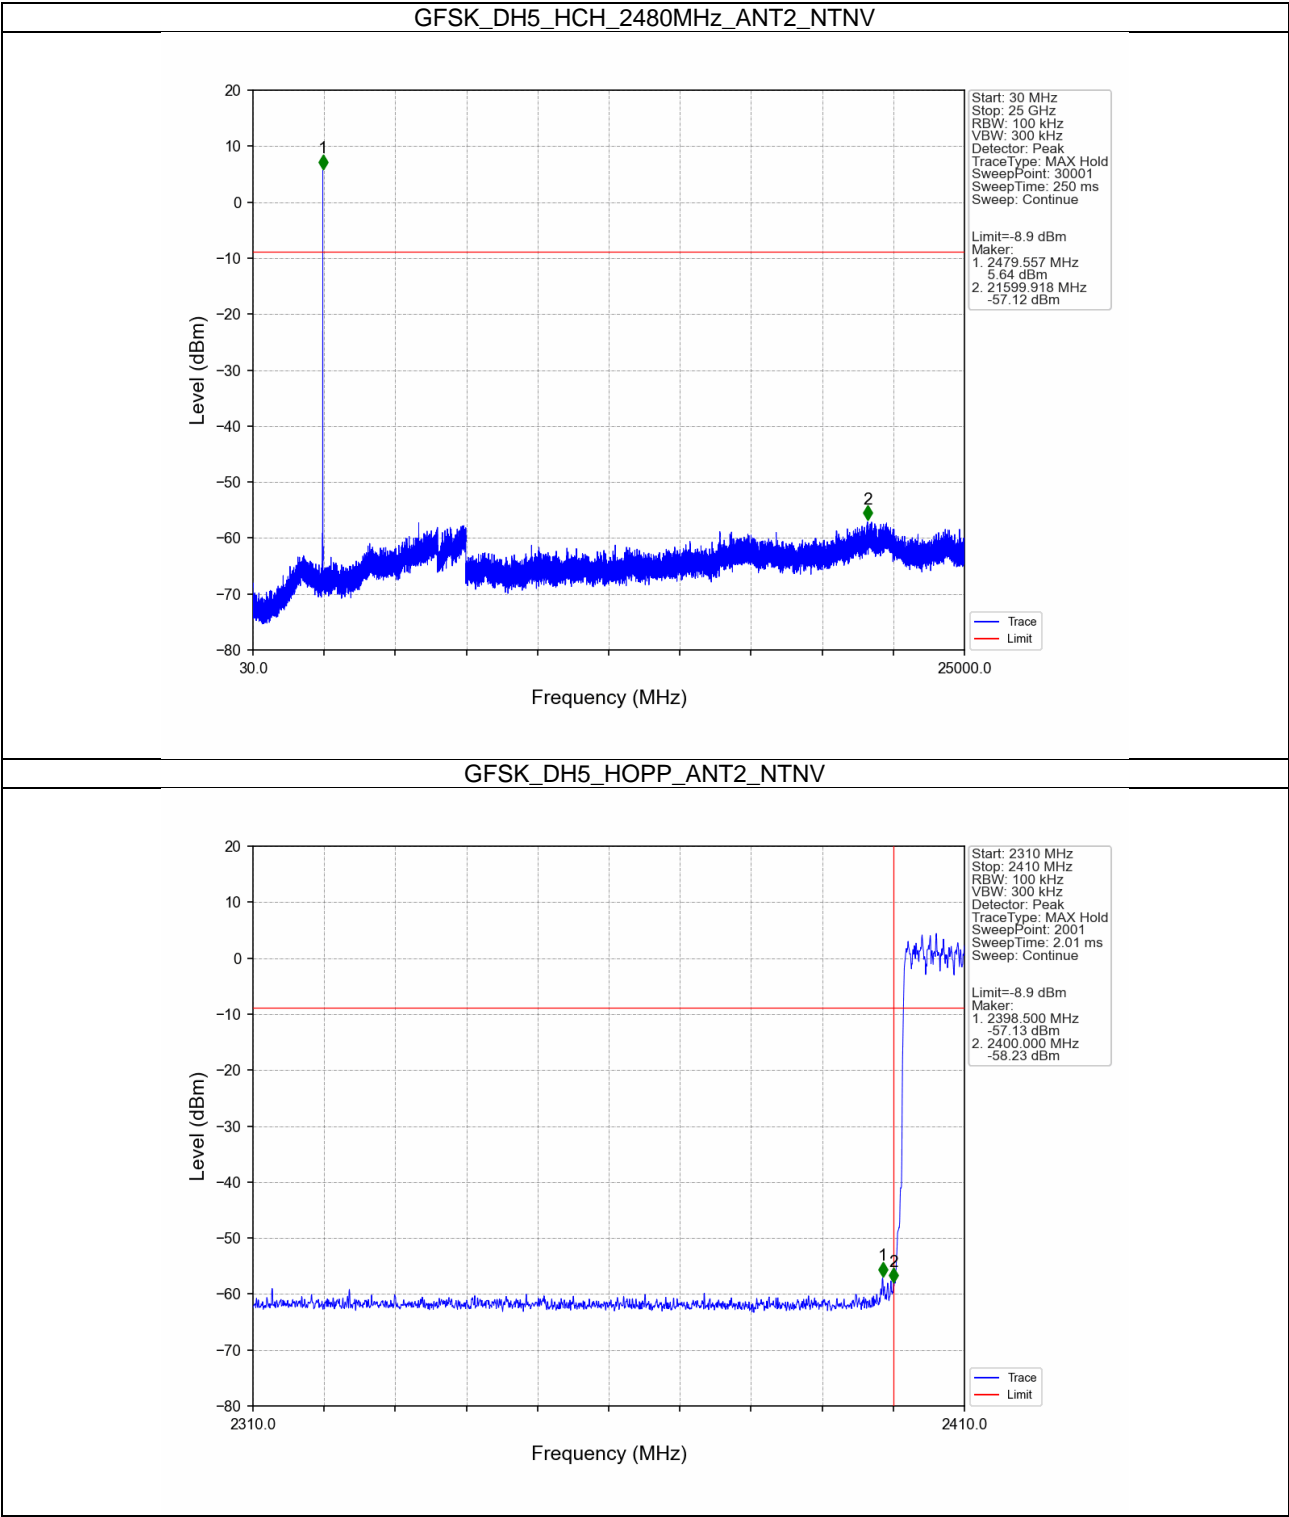 GFSK_DH5_HCH_2480MHz_ANT2_NTNV
20
10
0
−10
−20
−30
−40
−50
−60
−70
−80
Level (dBm)
1
2
30.0
25000.0
Frequency (MHz)
Start: 30 MHz
Stop: 25 GHz
RBW: 100 kHz
VBW: 300 kHz
Detector: Peak
TraceType: MAX Hold
SweepPoint: 30001
SweepTime: 250 ms
Sweep: Continue
Limit=-8.9 dBm
Maker:
1. 2479.557 MHz
5.64 dBm
2. 21599.918 MHz
-57.12 dBm
Trace
Limit
GFSK_DH5_HOPP_ANT2_NTNV
20
10
0
−10
−20
−30
−40
−50
−60
−70
−80
Level (dBm)
1
2
2310.0
2410.0
Frequency (MHz)
Start: 2310 MHz
Stop: 2410 MHz
RBW: 100 kHz
VBW: 300 kHz
Detector: Peak
TraceType: MAX Hold
SweepPoint: 2001
SweepTime: 2.01 ms
Sweep: Continue
Limit=-8.9 dBm
Maker:
1. 2398.500 MHz
-57.13 dBm
2. 2400.000 MHz
-58.23 dBm
Trace
Limit